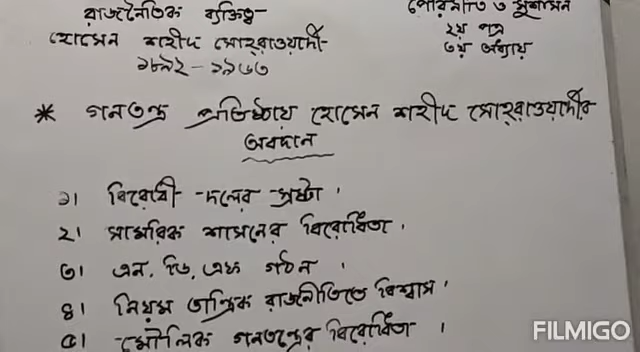 রাজনৈতিক ব্যক্তিত্ব
হোসেন শহীদ সোহরাওয়ার্দী
১৮৯২ - ১৯৬৩
পৌরনীতি ও সুশাসন
২য় পত্র
৩য় অধ্যায়
* গনতন্ত্র প্রতিষ্ঠায় হোসেন শহীদ সোহরাওয়ার্দীর
অবদান
১। বিরোধী দলের স্রষ্টা।
২। সামরিক শাসনের বিরোধিতা।
৩। এন. ডি. এফ গঠন।
৪। নিয়ম তান্ত্রিক রাজনীতিতে বিশ্বাস।
৫। মৌলিক গনতন্ত্রের বিরোধিতা।
FILMIGO